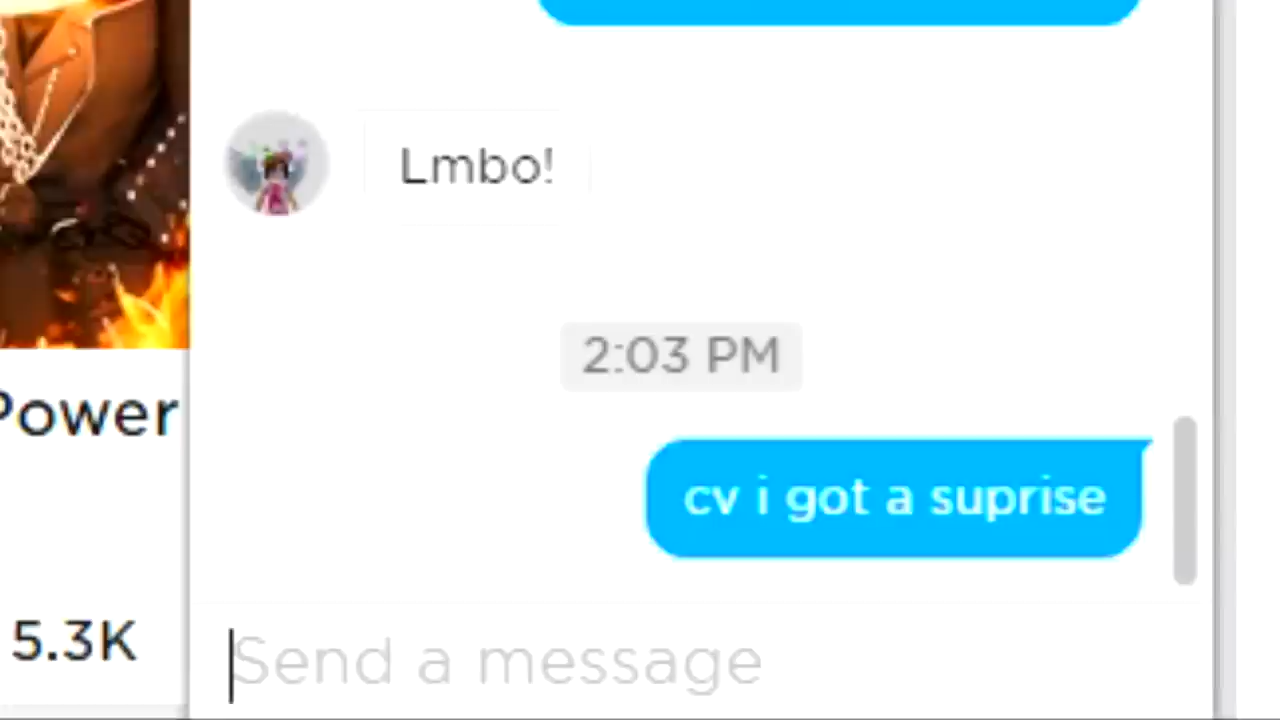 Lmbo!
2:03 PM
Power
cv i got a suprise
5.3K
Send a message